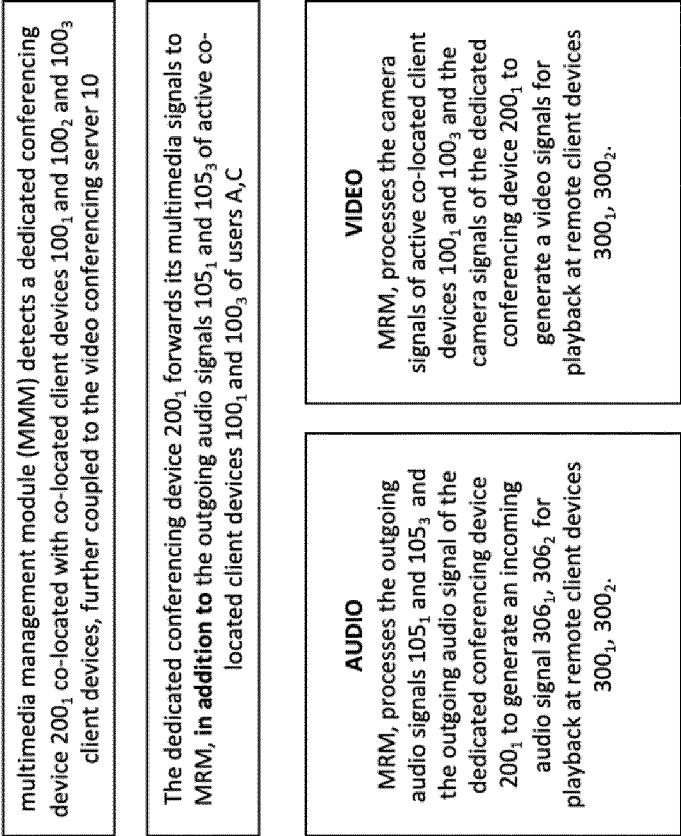 multimedia management module (MMM) detects a dedicated conferencing
device 200₁ co-located with co-located client devices 100₁ and 100₂ and 100₃
client devices, further coupled to the video conferencing server 10
The dedicated conferencing device 200₁ forwards its multimedia signals to
MRM, in addition to the outgoing audio signals 105₁ and 105₃ of active co-
located client devices 100₁ and 100₃ of users A,C
AUDIO
MRM, processes the outgoing
audio signals 105₁ and 105₃ and
the outgoing audio signal of the
dedicated conferencing device
200₁ to generate an incoming
audio signal 306₁, 306₂ for
playback at remote client devices
300₁, 300₂.
VIDEO
MRM, processes the camera
signals of active co-located client
devices 100₁ and 100₃ and the
camera signals of the dedicated
conferencing device 200₁ to
generate a video signals for
playback at remote client devices
300₁, 300₂.